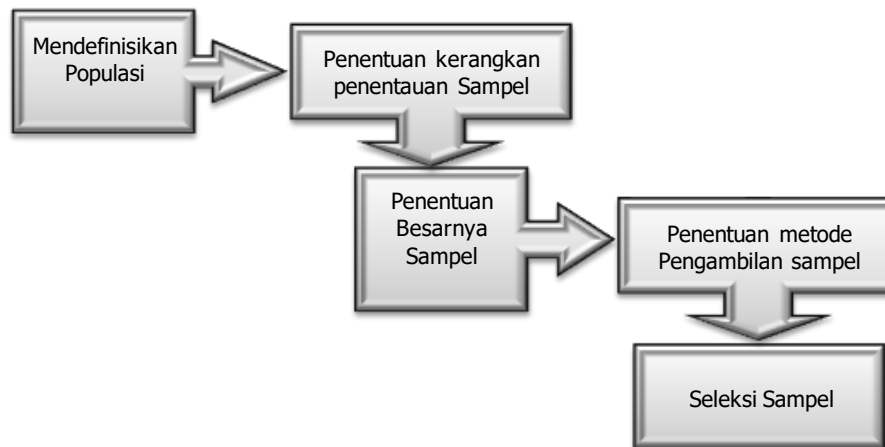 Mendefinisikan
Populasi
Penentuan kerangkan
penentauan Sampel
Penentuan
Besarnya
Sampel
Penentuan metode
Pengambilan sampel
Seleksi Sampel